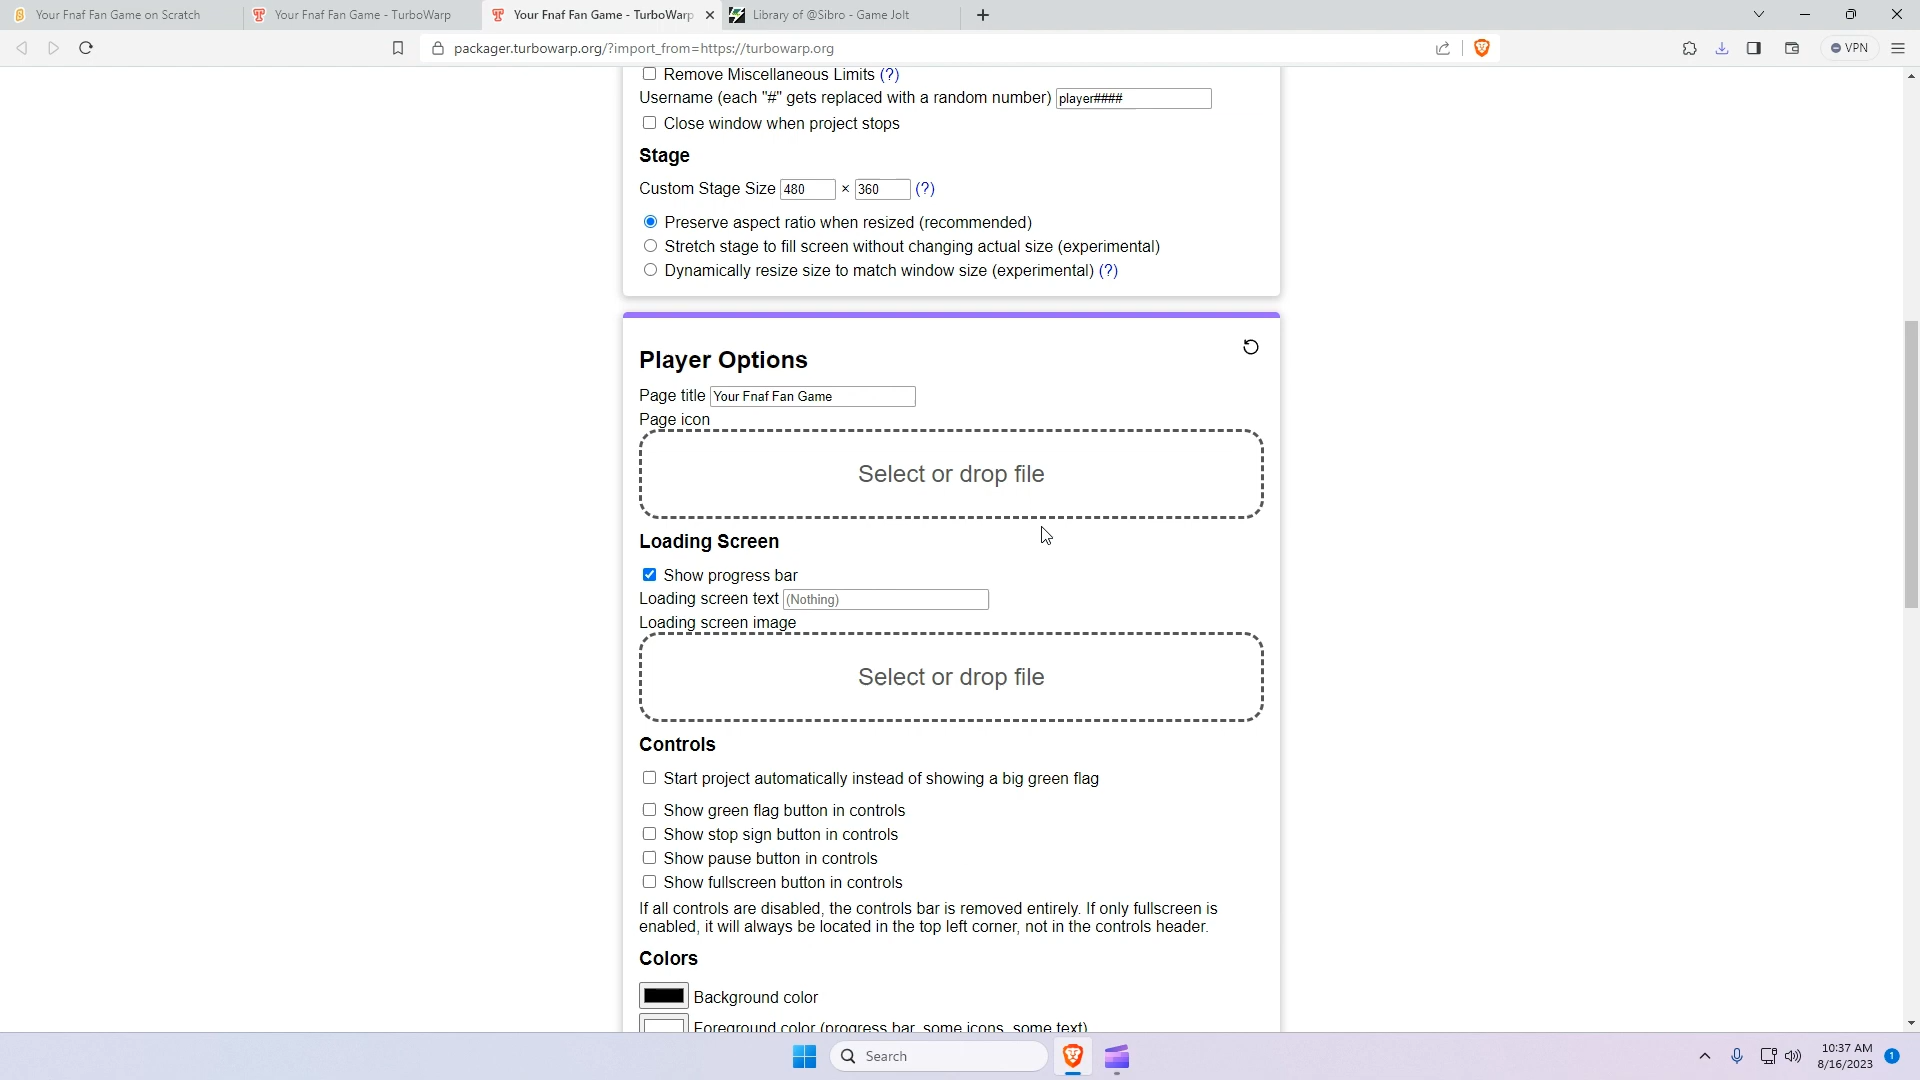 Your Fnaf Fan Game on Scratch
Your Fnaf Fan Game - TurboWarp
Your Fnaf Fan Game - TurboWarp
Library of @Sibro - Game Jolt
packager.turbowarp.org/?import_from=https://turbowarp.org
VPN
Remove Miscellaneous Limits (?)
Username (each "#" gets replaced with a random number) player####
Close window when project stops
Stage
Custom Stage Size 480 × 360 (?)
Preserve aspect ratio when resized (recommended)
Stretch stage to fill screen without changing actual size (experimental)
Dynamically resize size to match window size (experimental) (?)
Player Options
Page title Your Fnaf Fan Game
Page icon
Select or drop file
Loading Screen
Show progress bar
Loading screen text (Nothing)
Loading screen image
Select or drop file
Controls
Start project automatically instead of showing a big green flag
Show green flag button in controls
Show stop sign button in controls
Show pause button in controls
Show fullscreen button in controls
If all controls are disabled, the controls bar is removed entirely. If only fullscreen is
enabled, it will always be located in the top left corner, not in the controls header.
Colors
Background color
Foreground color (progress bar, some icons, some text)
Search
10:37 AM
8/16/2023
1